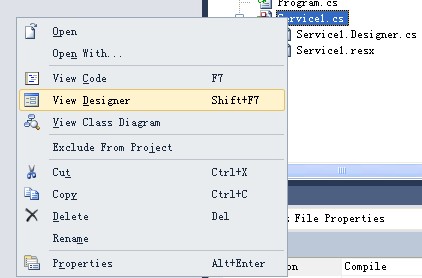 Program.cs
Service1.cs
Service1.Designer.cs
Service1.resx
Open
Open With...
View Code F7
View Designer Shift+F7
View Class Diagram
Exclude From Project
Cut Ctrl+X
Copy Ctrl+C
Delete Del
Rename
Properties Alt+Enter
File Properties
Compile